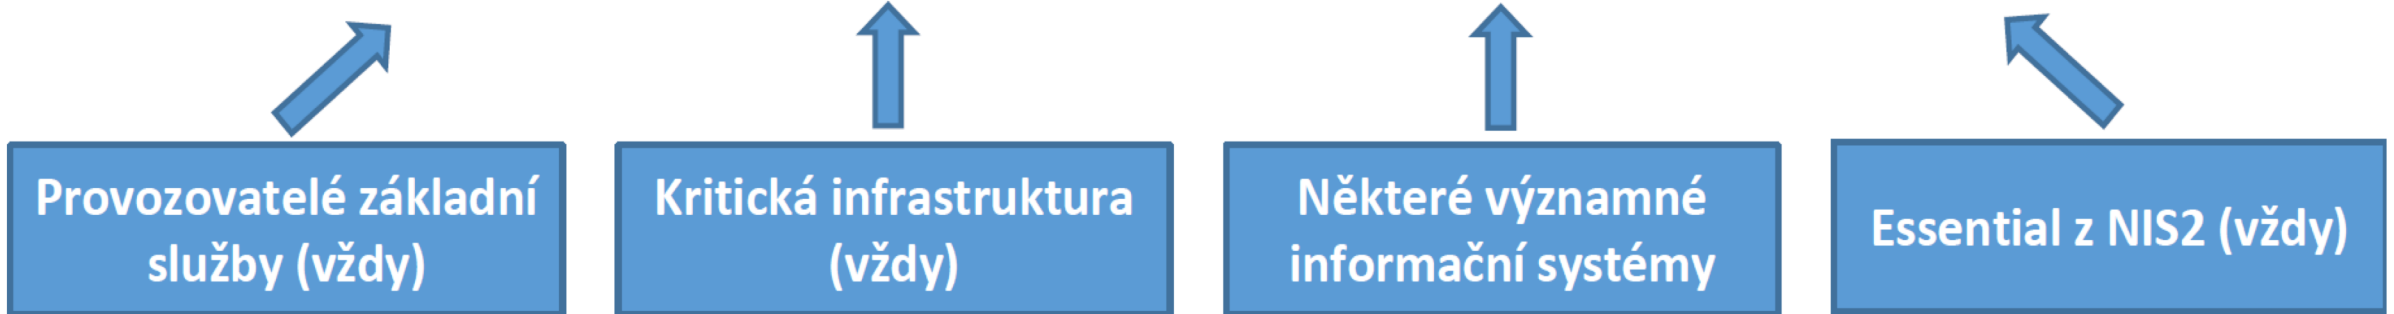 Provozovatelé základní
služby (vždy)
Kritická infrastruktura
(vždy)
Některé významné
informační systémy
Essential z NIS2 (vždy)